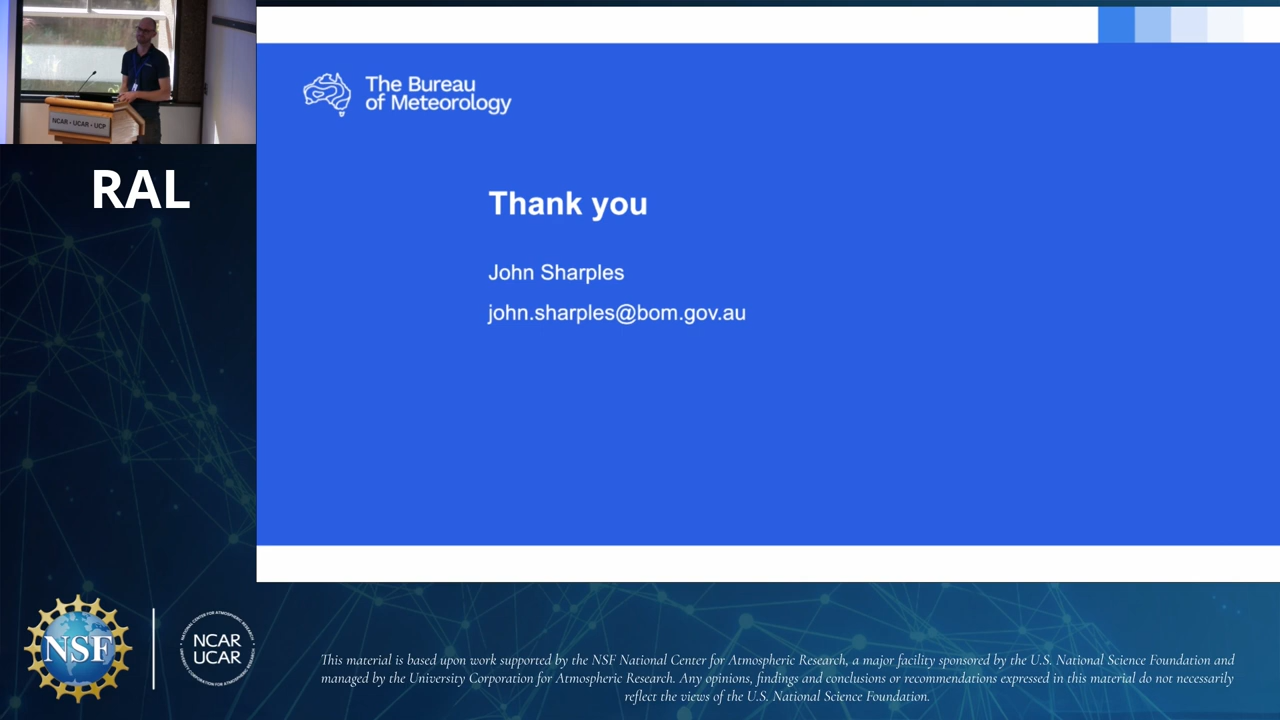 NCAR • UCAR • UCP
RAL
The Bureau
of Meteorology
Thank you
John Sharples
john.sharples@bom.gov.au
NSF
NCAR
UCAR
This material is based upon work supported by the NSF National Center for Atmospheric Research, a major facility sponsored by the U.S. National Science Foundation and
managed by the University Corporation for Atmospheric Research. Any opinions, findings and conclusions or recommendations expressed in this material do not necessarily
reflect the views of the U.S. National Science Foundation.